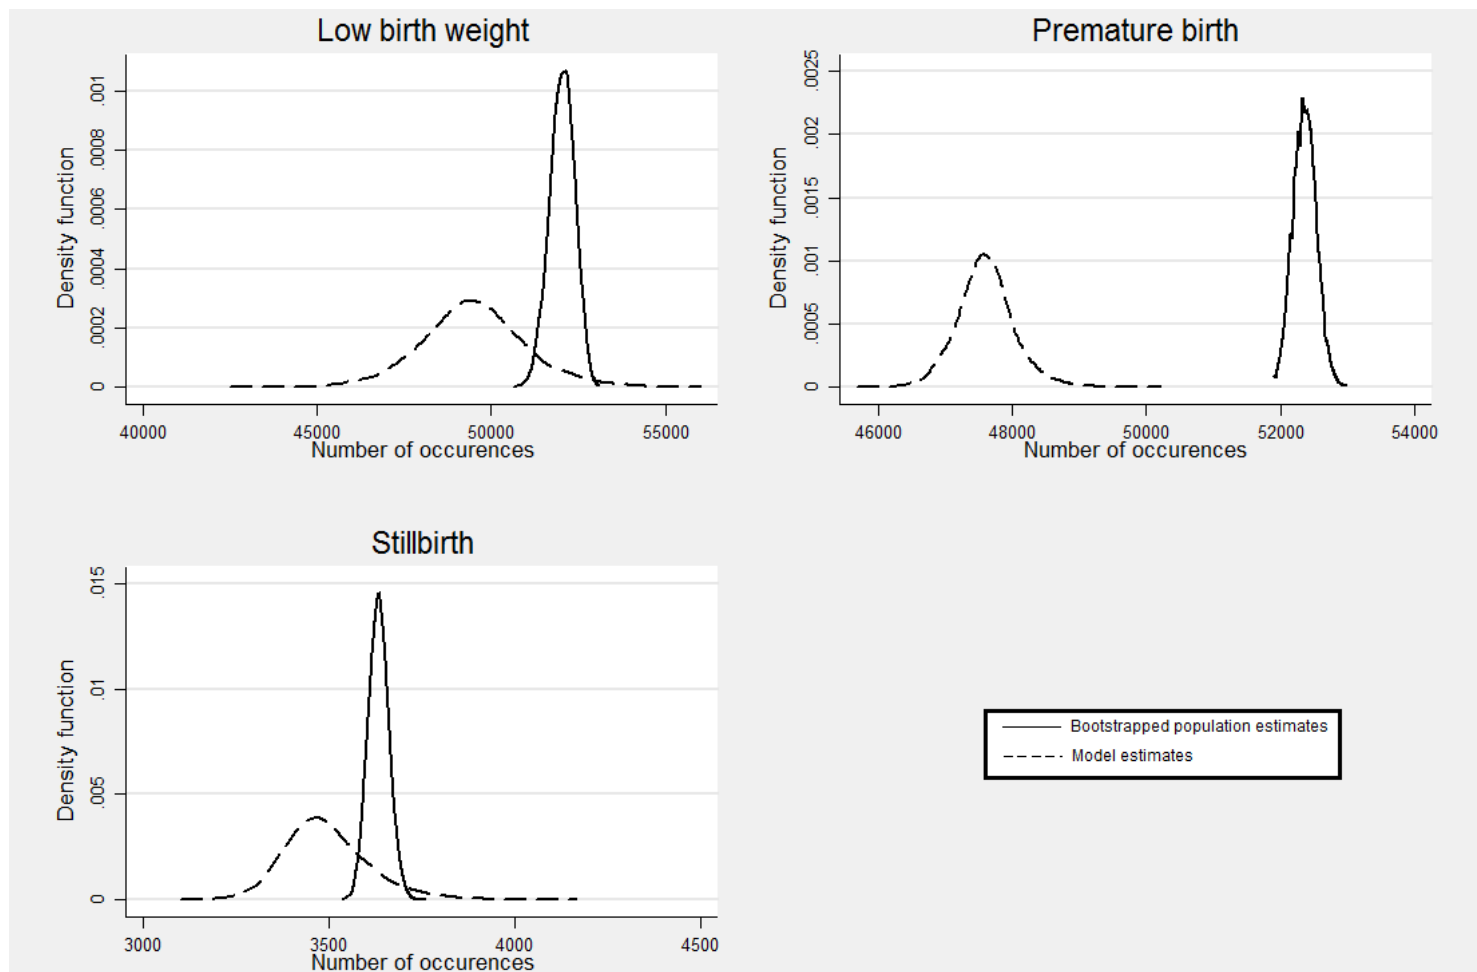 Low birth weight
Density function
0
.0002
.0004
.0006
.0008
.001
40000
45000
50000
55000
Number of occurences
Premature birth
Density function
0
.0005
.001
.0015
.002
.0025
46000
48000
50000
52000
54000
Number of occurences
Stillbirth
Density function
0
.005
.01
.015
3000
3500
4000
4500
Number of occurences
Bootstrapped population estimates
Model estimates